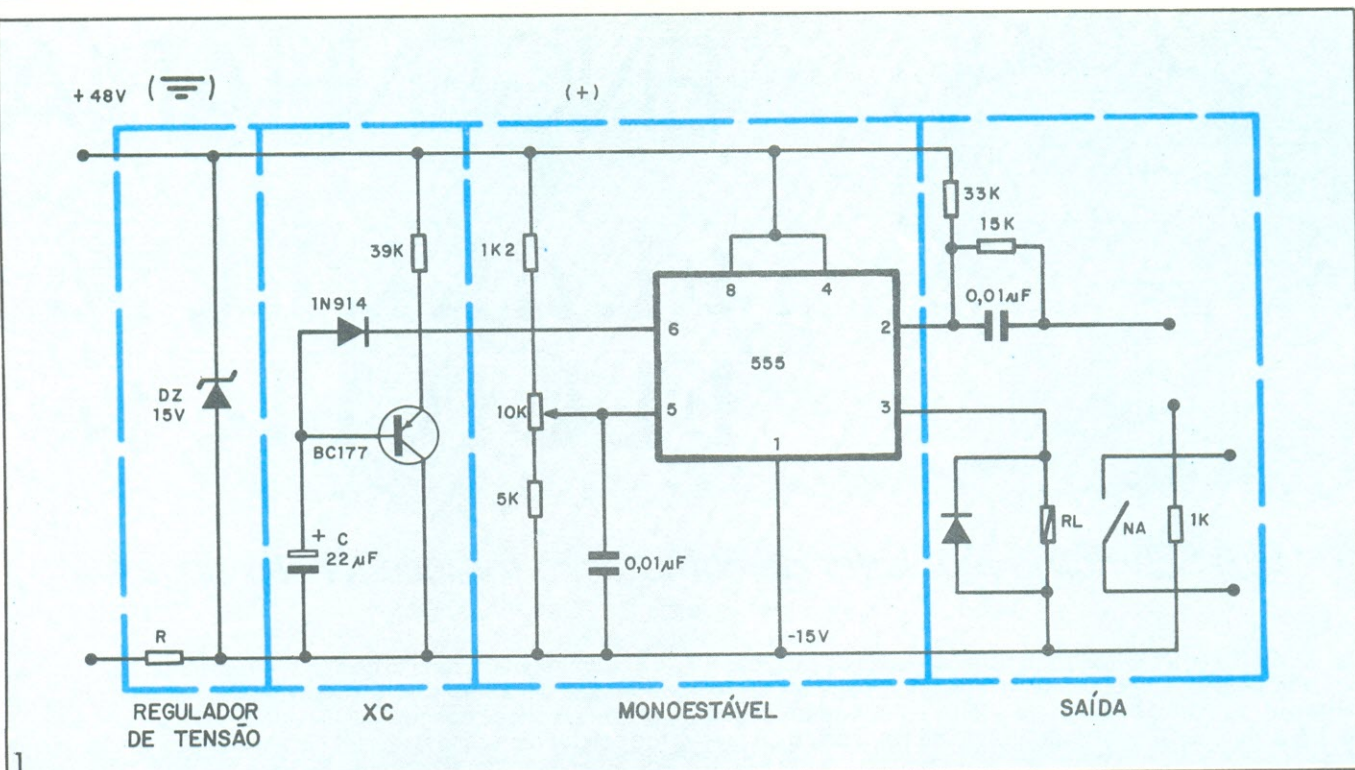 + 48V
(+)
33K
15K
39K
1K2
8
4
0,01µF
1N914
6
2
555
DZ
15V
10K
5
3
BC177
1
5K
+ C
22µF
RL
NA
1K
0,01µF
R
-15V
REGULADOR
DE TENSÃO
XC
MONOESTÁVEL
SAÍDA
1